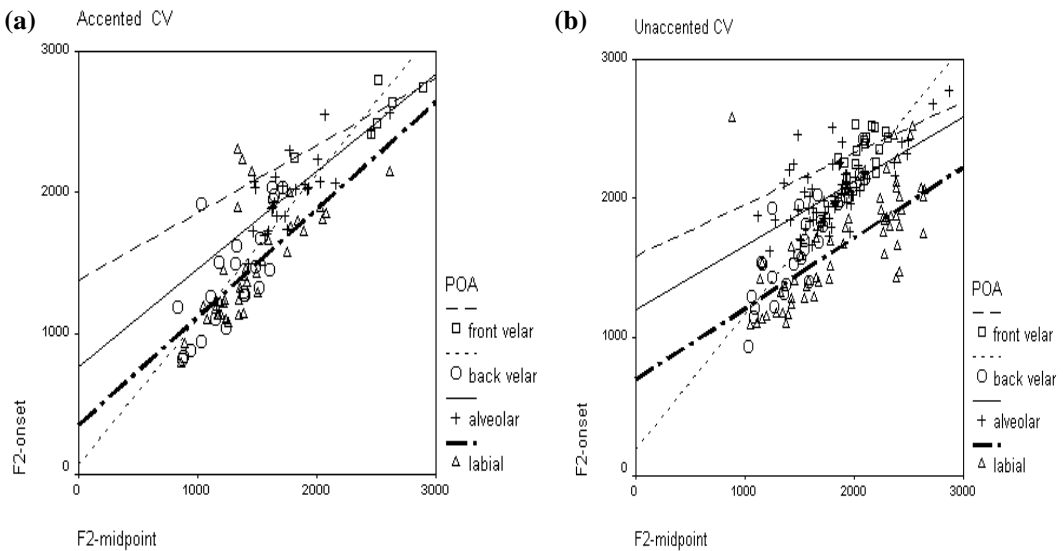 (a)
Accented CV
3000
2000
1000
0
F2-onset
0 1000 2000 3000
F2-midpoint
POA
front velar
back velar
alveolar
labial
(b)
Unaccented CV
3000
2000
1000
0
F2-onset
0 1000 2000 3000
F2-midpoint
POA
front velar
back velar
alveolar
labial